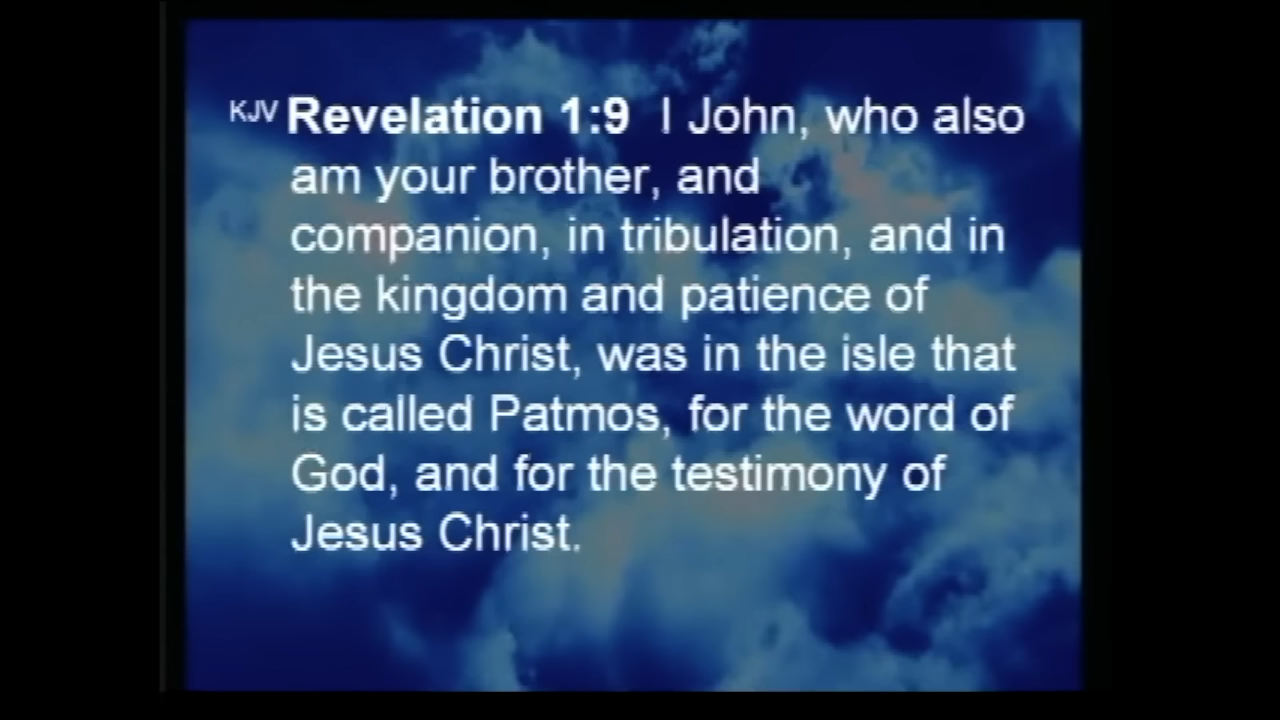 KJV Revelation 1:9 I John, who also
am your brother, and
companion, in tribulation, and in
the kingdom and patience of
Jesus Christ, was in the isle that
is called Patmos, for the word of
God, and for the testimony of
Jesus Christ.